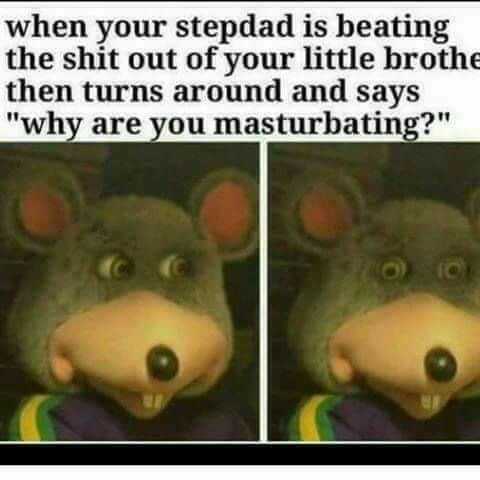 when your stepdad is beating
the shit out of your little brothe
then turns around and says
"why are you masturbating?"